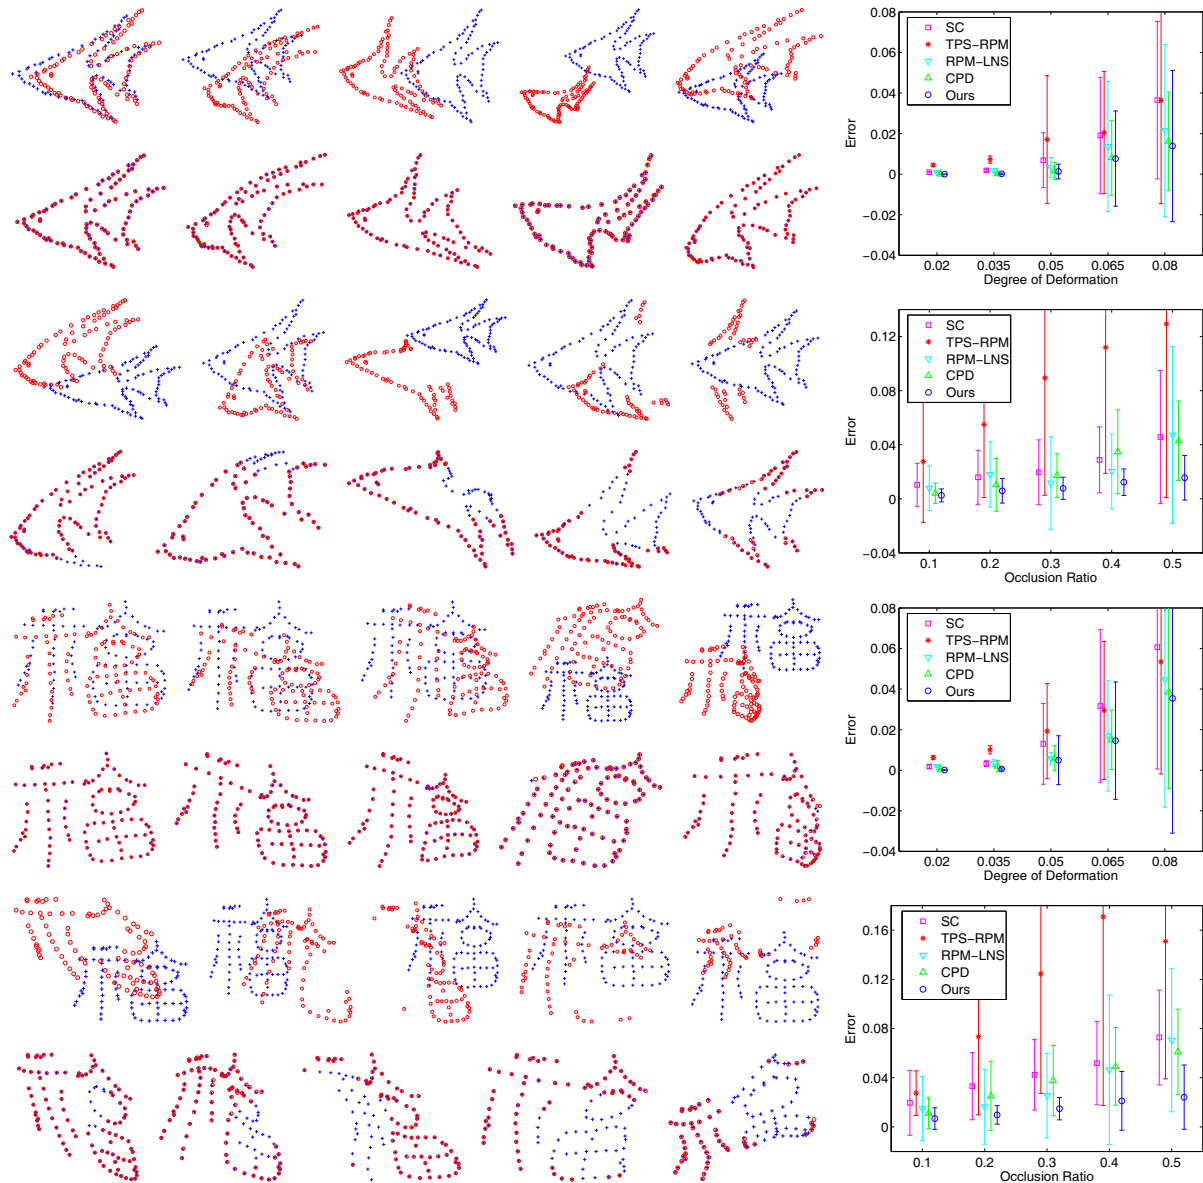 0.08
0.06
0.04
0.02
0
−0.02
−0.04
Error
SC
TPS−RPM
RPM−LNS
CPD
Ours
0.02 0.035 0.05 0.065 0.08
Degree of Deformation
0.12
0.08
0.04
0
−0.04
Error
SC
TPS−RPM
RPM−LNS
CPD
Ours
0.1 0.2 0.3 0.4 0.5
Occlusion Ratio
0.08
0.06
0.04
0.02
0
−0.02
−0.04
Error
SC
TPS−RPM
RPM−LNS
CPD
Ours
0.02 0.035 0.05 0.065 0.08
Degree of Deformation
0.16
0.12
0.08
0.04
0
Error
SC
TPS−RPM
RPM−LNS
CPD
Ours
0.1 0.2 0.3 0.4 0.5
Occlusion Ratio